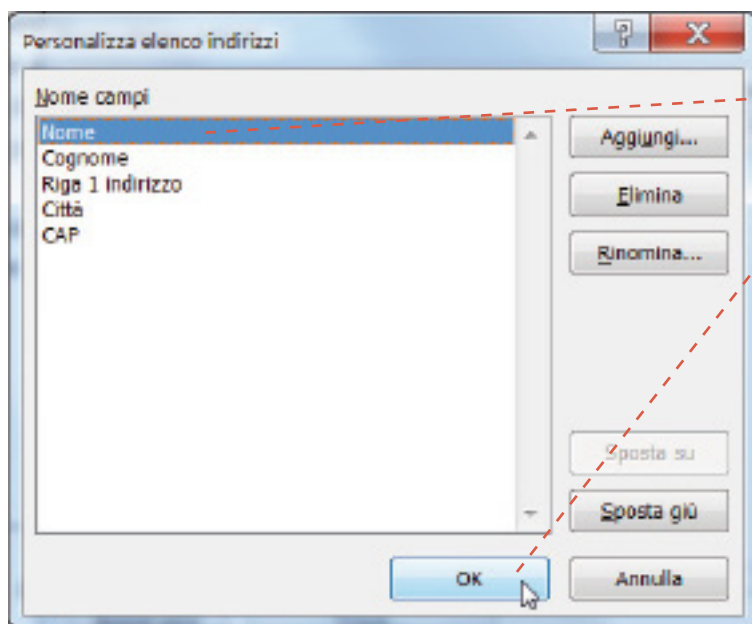 Personalizza elenco indirizzi
Nome campi
Nome
Cognome
Riga 1 indirizzo
Città
CAP
Aggiungi...
Elimina
Rinomina...
Sposta su
Sposta giù
OK
Annulla